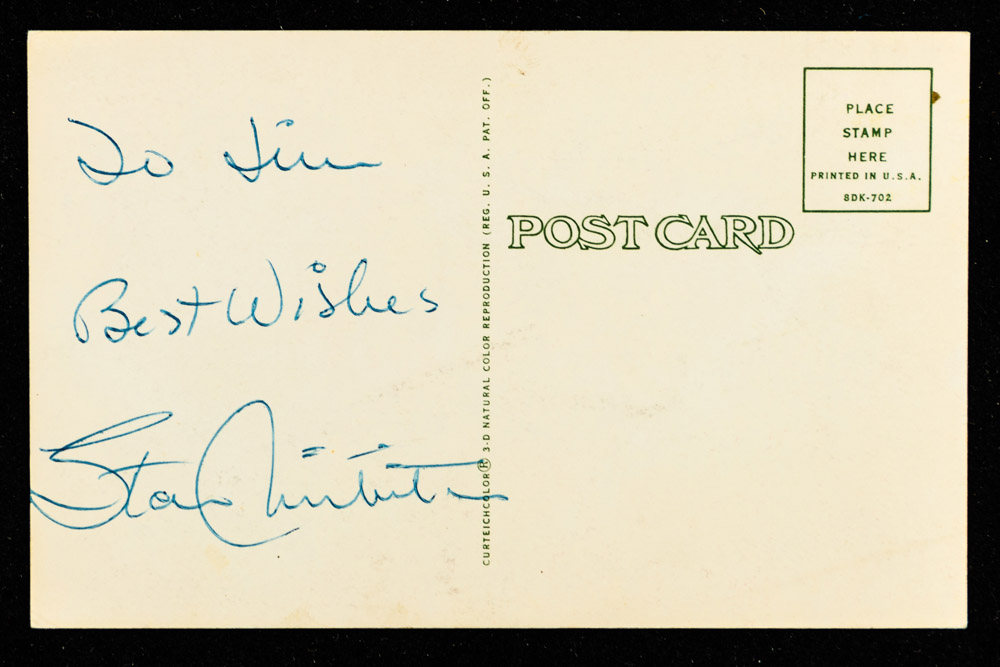 To Jim
Best Wishes
Stan
CURTEICHCOLOR® 3-D NATURAL COLOR REPRODUCTION (REG. U. S. A. PAT. OFF.)
POST CARD
PLACE
STAMP
HERE
PRINTED IN U.S.A.
8DK-702